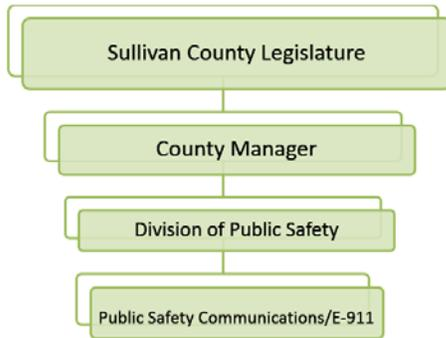 Sullivan County Legislature
County Manager
Division of Public Safety
Public Safety Communications/E-911